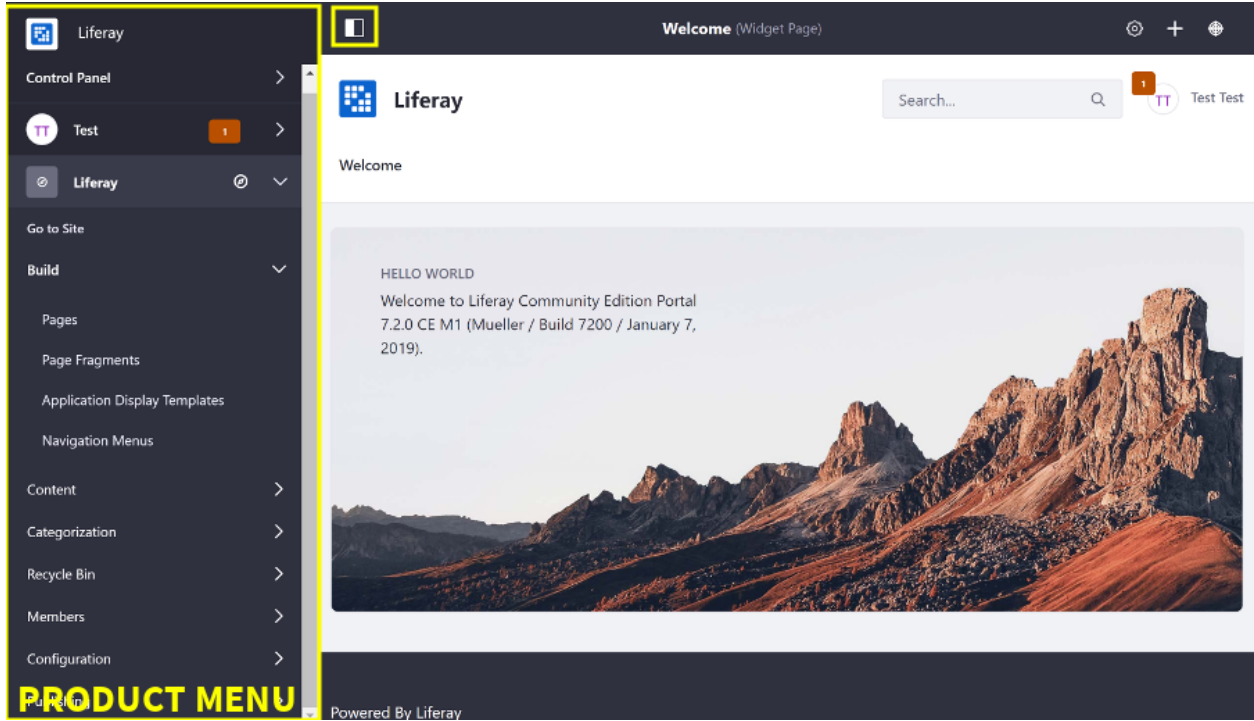 Liferay
Control Panel
TT Test 1
Liferay
Go to Site
Build
Pages
Page Fragments
Application Display Templates
Navigation Menus
Content
Categorization
Recycle Bin
Members
Configuration
Publishing
PRODUCT MENU
Welcome (Widget Page)
Liferay
Search...
1
TT Test Test
Welcome
HELLO WORLD
Welcome to Liferay Community Edition Portal
7.2.0 CE M1 (Mueller / Build 7200 / January 7,
2019).
Powered By Liferay